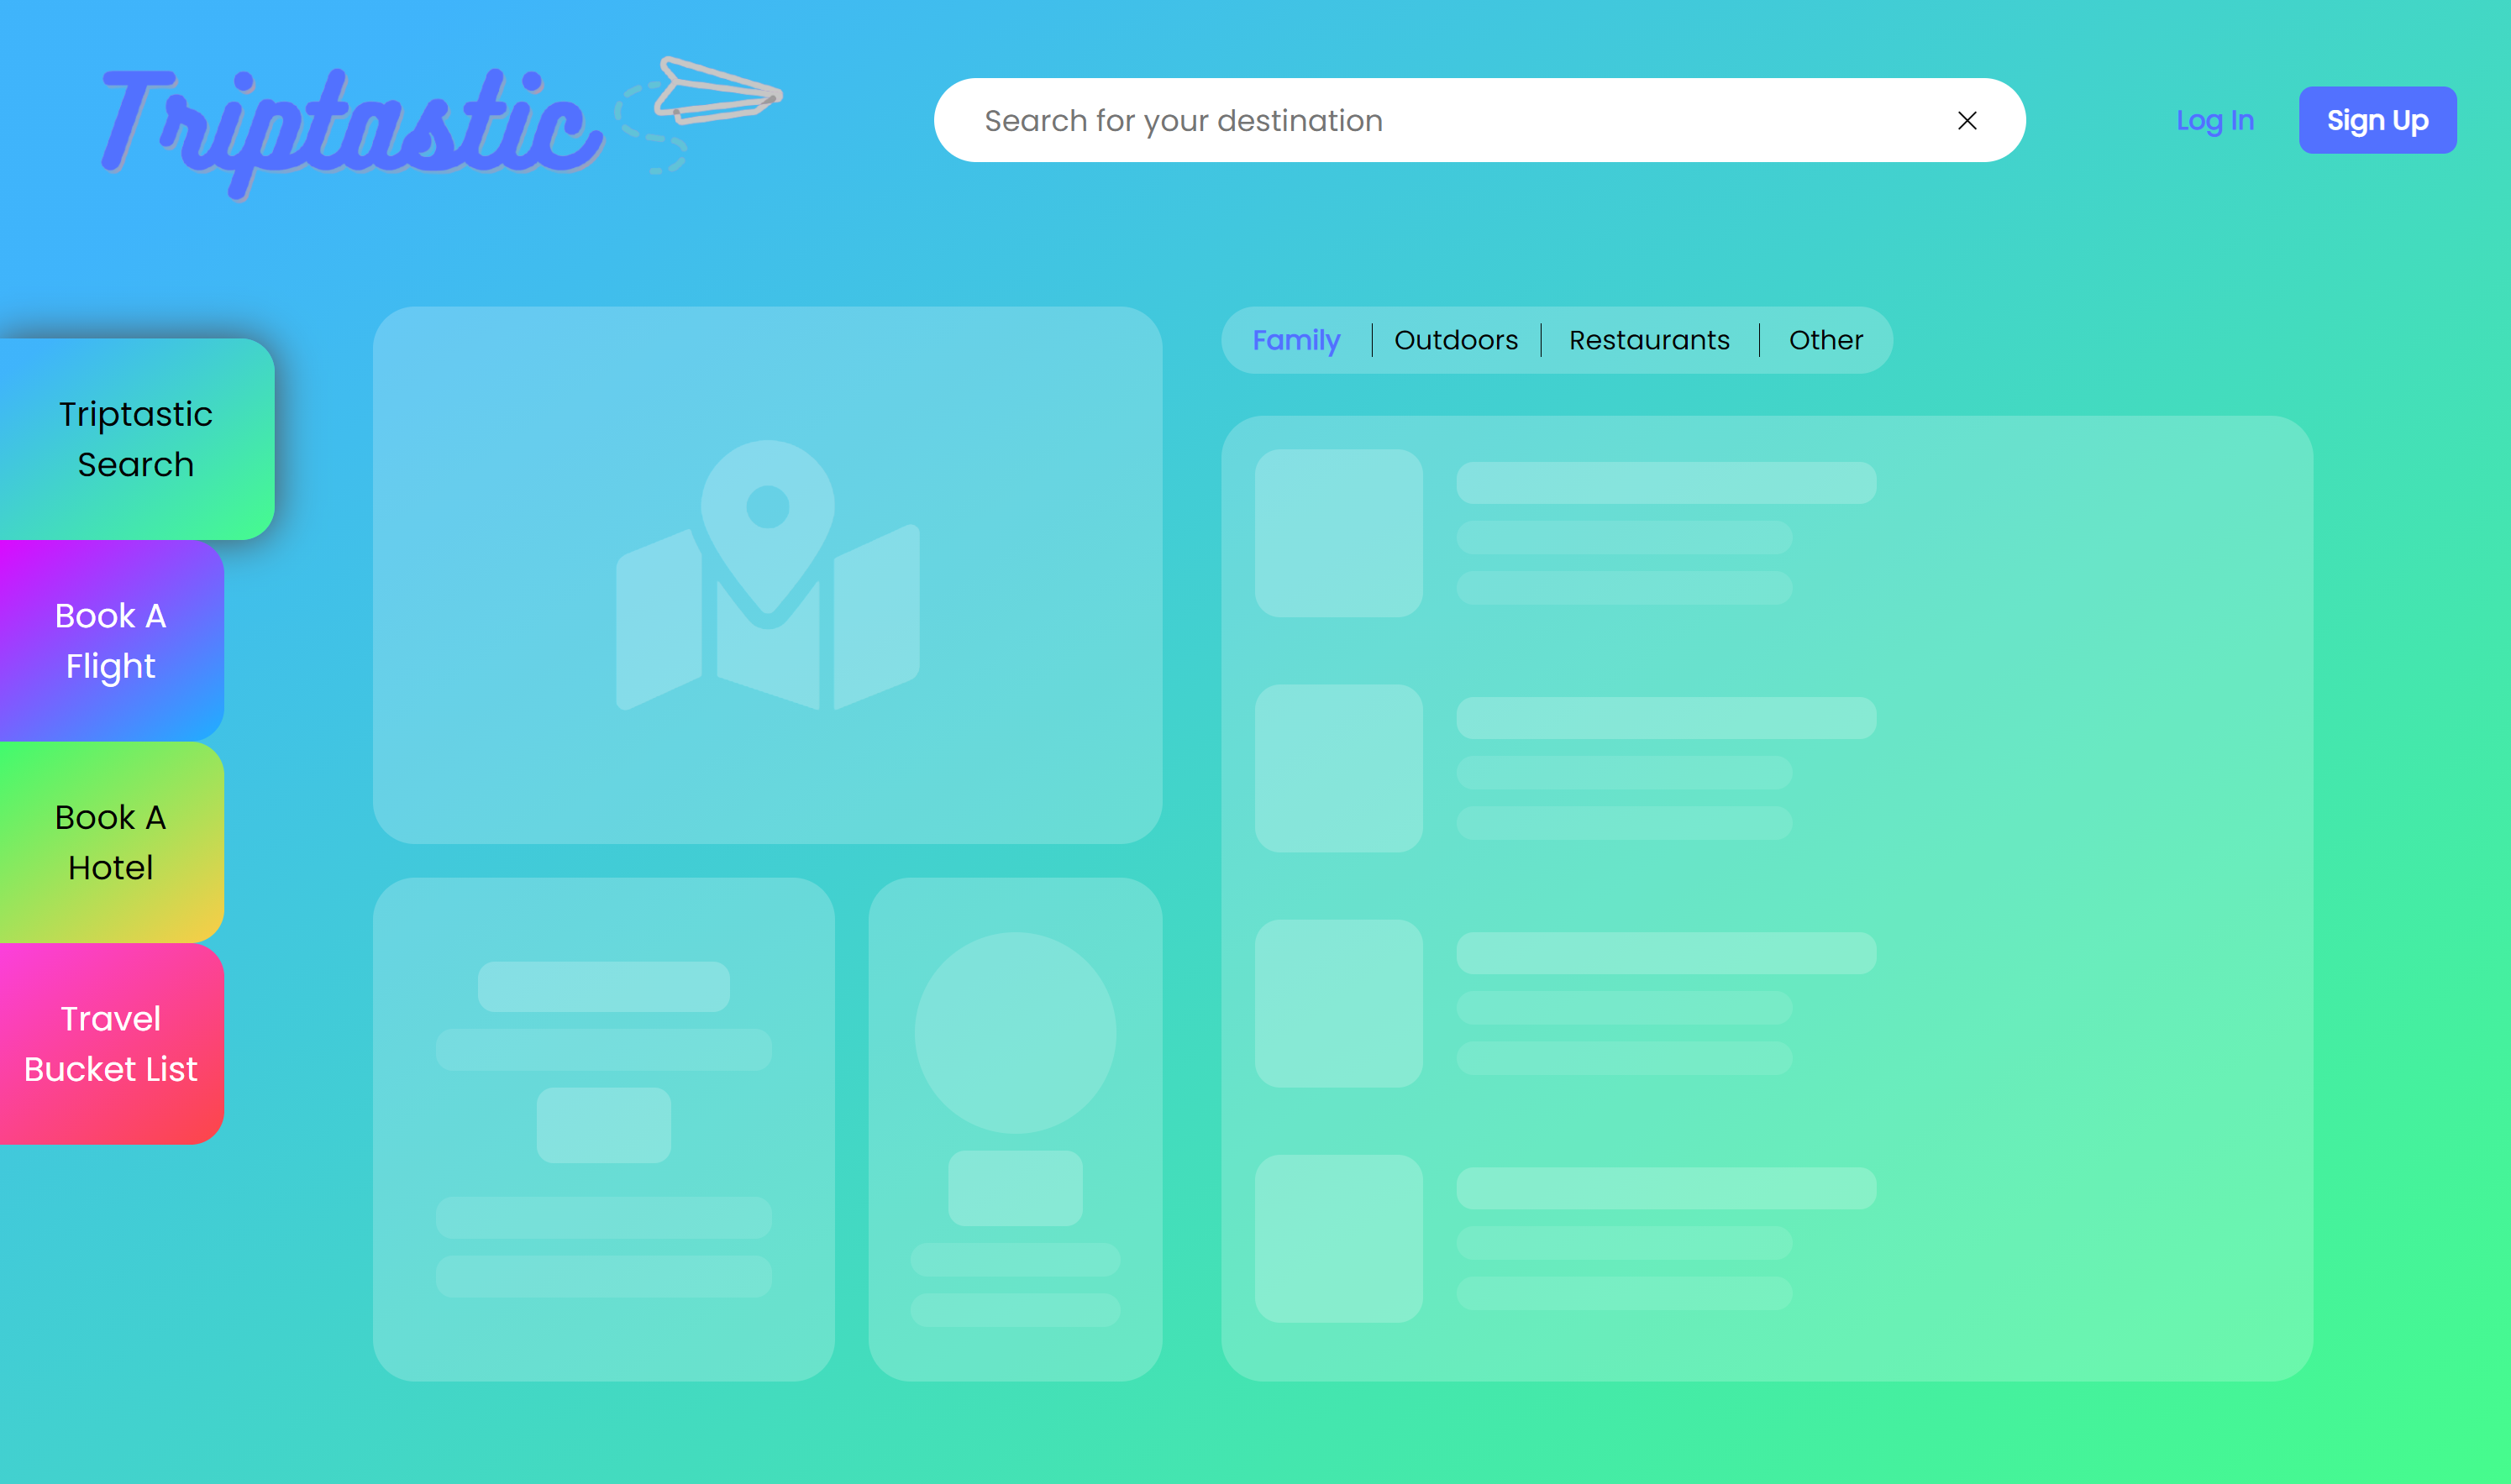 Triptastic
Search for your destination
Log In
Sign Up
Family
Outdoors
Restaurants
Other
Triptastic
Search
Book A
Flight
Book A
Hotel
Travel
Bucket List